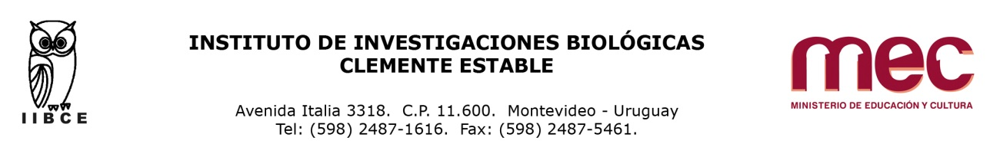 IIBCE
INSTITUTO DE INVESTIGACIONES BIOLÓGICAS
CLEMENTE ESTABLE
Avenida Italia 3318. C.P. 11.600. Montevideo - Uruguay
Tel: (598) 2487-1616. Fax: (598) 2487-5461.
mec
MINISTERIO DE EDUCACIÓN Y CULTURA